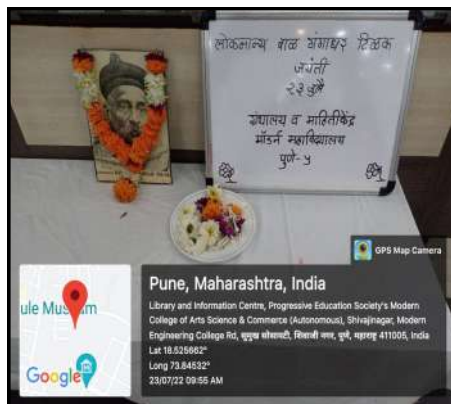 लोकमान्य बाळ गंगाधर टिळक
जयंती
२३ जुलै
ग्रंथालय व माहितीकेंद्र
मॉडर्न महाविद्यालय
पुणे-५
GPS Map Camera
ule Museum
Google
Pune, Maharashtra, India
Library and Information Centre, Progressive Education Society's Modern
College of Arts Science & Commerce (Autonomous), Shivajinagar, Modern
Engineering College Rd, सुमुख सोसायटी, शिवाजी नगर, पुणे, महाराष्ट्र 411005, India
Lat 18.525662°
Long 73.84532°
23/07/22 09:55 AM